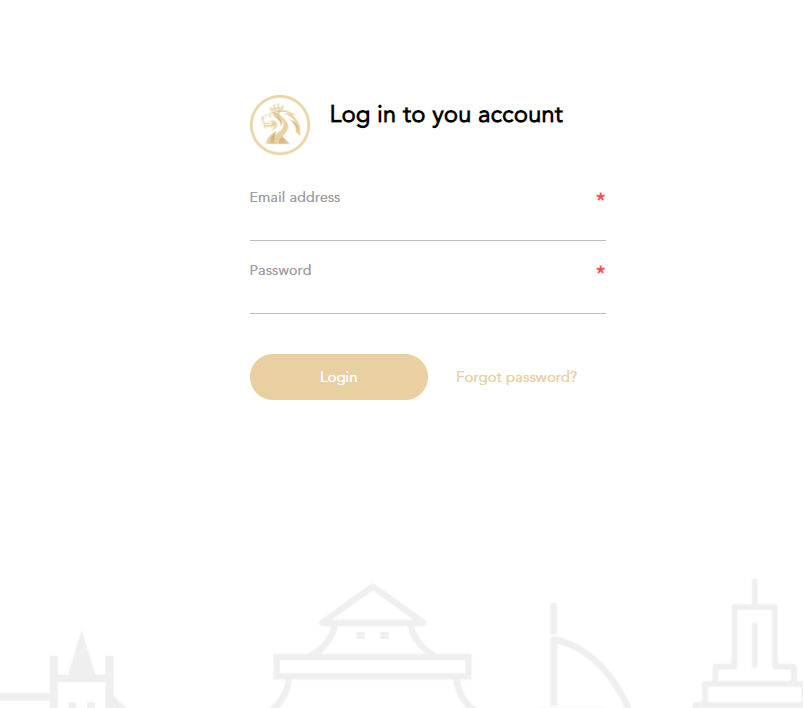 Log in to you account
Email address *
Password *
Login Forgot password?